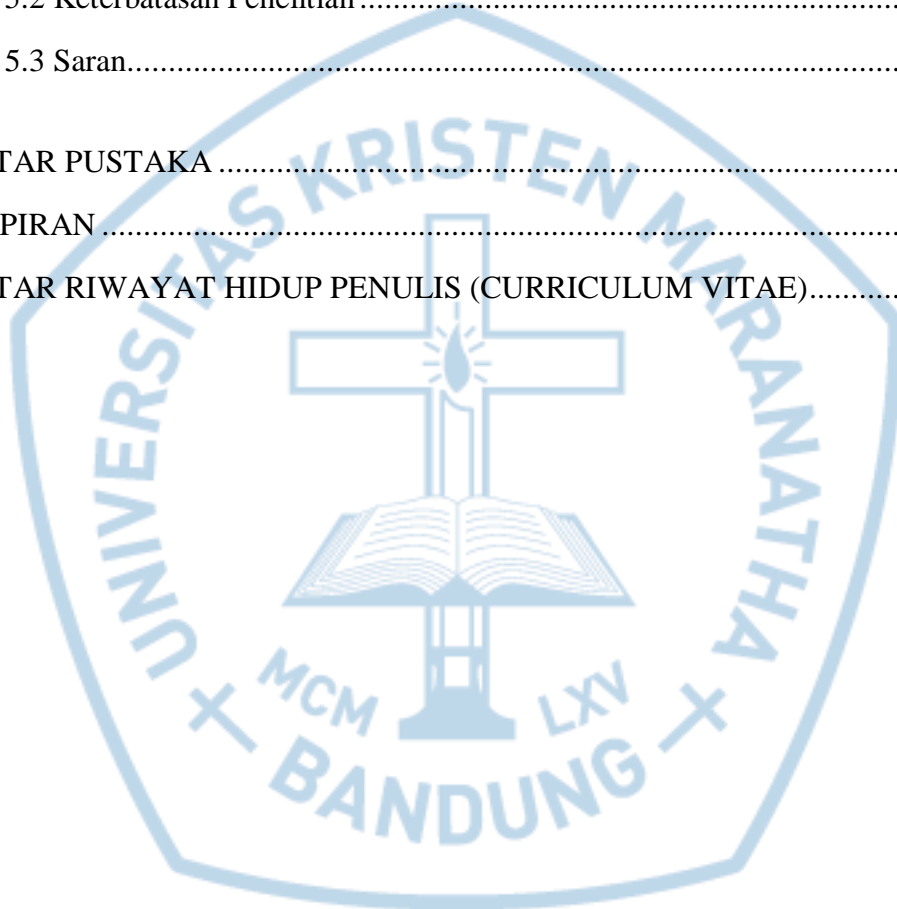 5.2 Keterbatasan Penelitian ........................................................................
5.3 Saran.......................................................................................................
TAR PUSTAKA .........................................................................................
PIRAN ........................................................................................................
TAR RIWAYAT HIDUP PENULIS (CURRICULUM VITAE)...........
UNIVERSITAS KRISTEN MARANATHA
MCM LXV
+ BANDUNG +